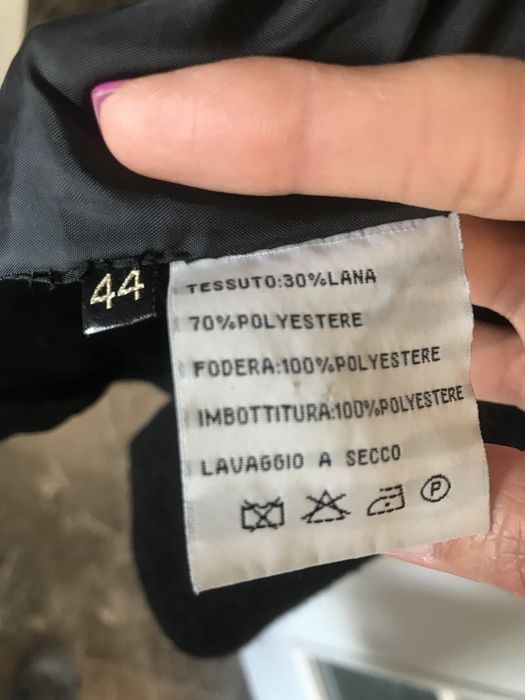 44
TESSUTO:30%LANA
70%POLYESTERE
FODERA:100%POLYESTERE
IMBOTTITURA:100%POLYESTERE
LAVAGGIO A SECCO
P